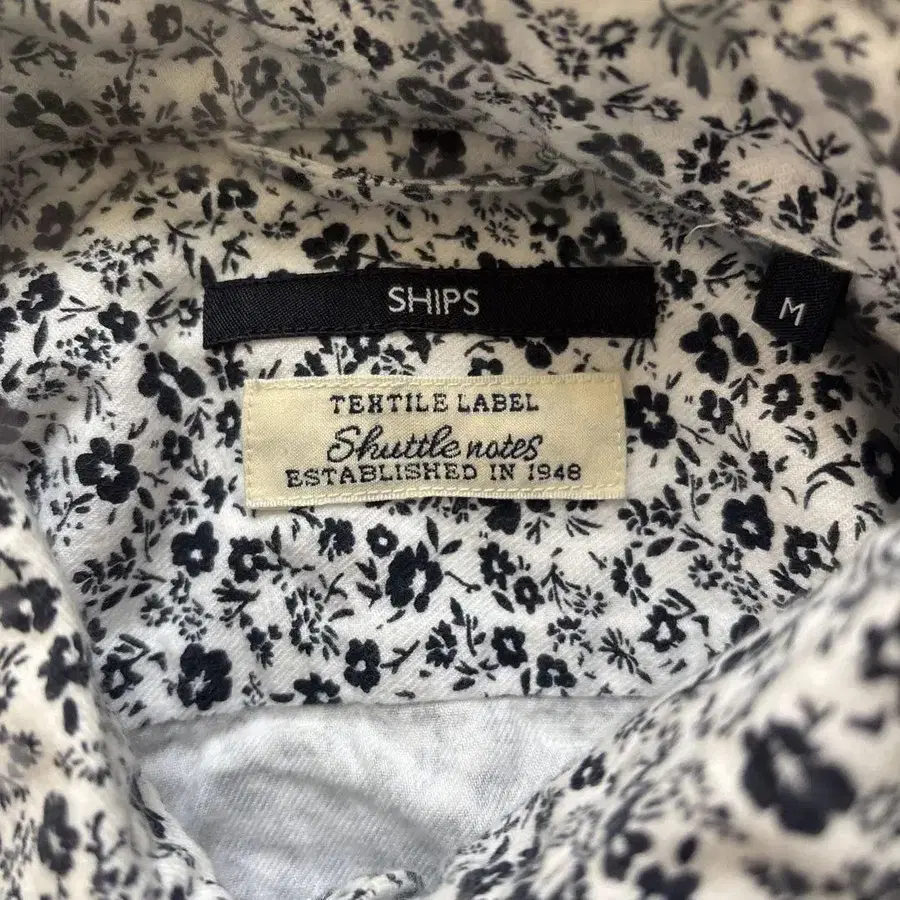 SHIPS
M
TEXTILE LABEL
Shuttle notes
ESTABLISHED IN 1948